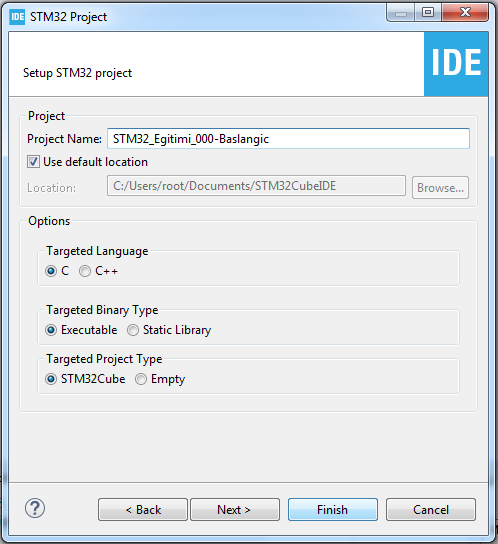 IDE STM32 Project
Setup STM32 project
IDE
Project
Project Name: STM32_Egitimi_000-Baslangic
Use default location
Location: C:/Users/root/Documents/STM32CubeIDE Browse...
Options
Targeted Language
C C++
Targeted Binary Type
Executable Static Library
Targeted Project Type
STM32Cube Empty
? < Back Next > Finish Cancel